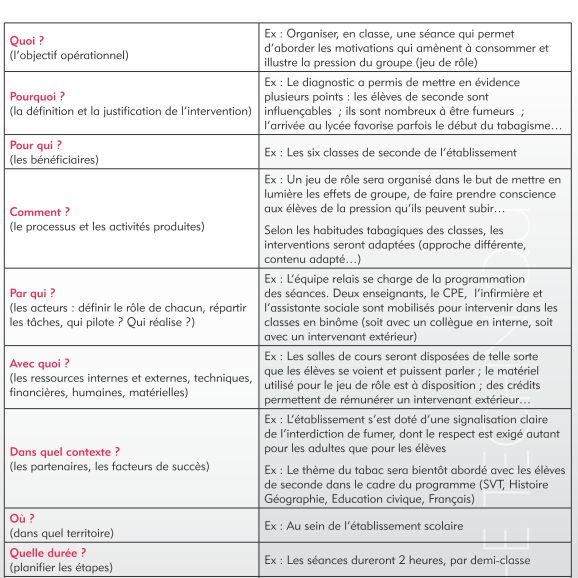 Quoi ?
(l'objectif opérationnel)
Ex : Organiser, en classe, une séance qui permet
d'aborder les motivations qui amènent à consommer et
illustre la pression du groupe (jeu de rôle)
Pourquoi ?
(la définition et la justification de l'intervention)
Ex : Le diagnostic a permis de mettre en évidence
plusieurs points : les élèves de seconde sont
influençables  ; ils sont nombreux à être fumeurs  ;
l'arrivée au lycée favorise parfois le début du tabagisme…
Pour qui ?
(les bénéficiaires)
Ex : Les six classes de seconde de l'établissement
Comment ?
(le processus et les activités produites)
Ex : Un jeu de rôle sera organisé dans le but de mettre en
lumière les effets de groupe, de faire prendre conscience
aux élèves de la pression qu'ils peuvent subir…
Selon les habitudes tabagiques des classes, les
interventions seront adaptées (approche différente,
contenu adapté…)
Par qui ?
(les acteurs : définir le rôle de chacun, répartir
les tâches, qui pilote ? Qui réalise ?)
Ex : L'équipe relais se charge de la programmation
des séances. Deux enseignants, le CPE,  l'infirmière et
l'assistante sociale sont mobilisés pour intervenir dans les
classes en binôme (soit avec un collègue en interne, soit
avec un intervenant extérieur)
Avec quoi ?
(les ressources internes et externes, techniques,
financières, humaines, matérielles)
Ex : Les salles de cours seront disposées de telle sorte
que les élèves se voient et puissent parler ; le matériel
utilisé pour le jeu de rôle est à disposition ; des crédits
permettent de rémunérer un intervenant extérieur…
Dans quel contexte ?
(les partenaires, les facteurs de succès)
Ex : L'établissement s'est doté d'une signalisation claire
de l'interdiction de fumer, dont le respect est exigé autant
pour les adultes que pour les élèves
Ex : Le thème du tabac sera bientôt abordé avec les élèves
de seconde dans le cadre du programme (SVT, Histoire
Géographie, Education civique, Français)
Où ?
(dans quel territoire)
Ex : Au sein de l'établissement scolaire
Quelle durée ?
(planifier les étapes)
Ex : Les séances dureront 2 heures, par demi-classe